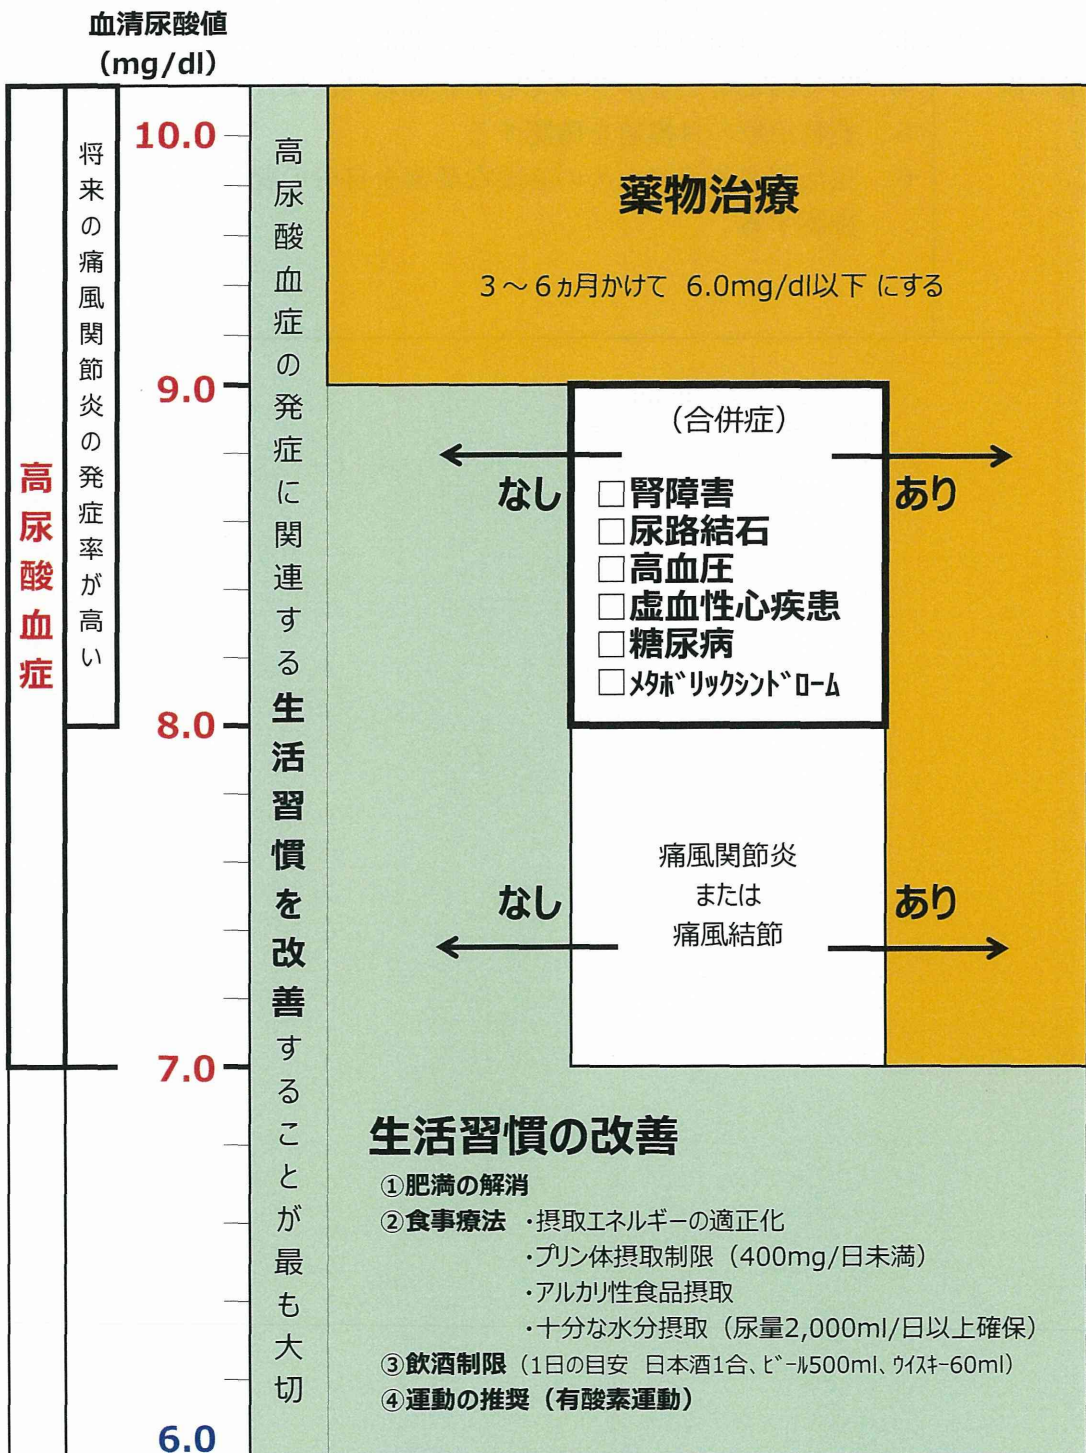 血清尿酸値
（mg/dl）
高尿酸血症
将来の痛風関節炎の発症率が高い
10.0
9.0
8.0
7.0
6.0
高尿酸血症の発症に関連する生活習慣を改善することが最も大切
薬物治療
3～6ヵ月かけて 6.0mg/dl以下 にする
（合併症）
なし
あり
□腎障害
□尿路結石
□高血圧
□虚血性心疾患
□糖尿病
□ﾒﾀﾎﾞﾘｯｸｼﾝﾄﾞﾛｰﾑ
痛風関節炎
または
痛風結節
なし
あり
生活習慣の改善
①肥満の解消
②食事療法 ・摂取エネルギーの適正化
・プリン体摂取制限（400mg/日未満）
・アルカリ性食品摂取
・十分な水分摂取（尿量2,000ml/日以上確保）
③飲酒制限（1日の目安 日本酒1合、ﾋﾞｰﾙ500ml、ｳｲｽｷｰ60ml）
④運動の推奨（有酸素運動）